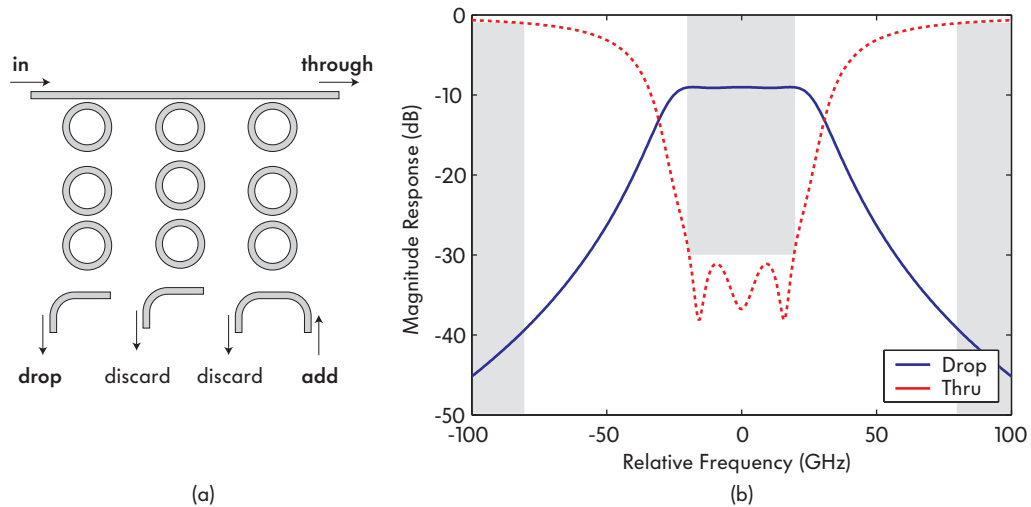 in
through
drop
discard
discard
add
(a)
0
-10
-20
-30
-40
-50
Magnitude Response (dB)
Drop
Thru
-100
-50
0
50
100
Relative Frequency (GHz)
(b)